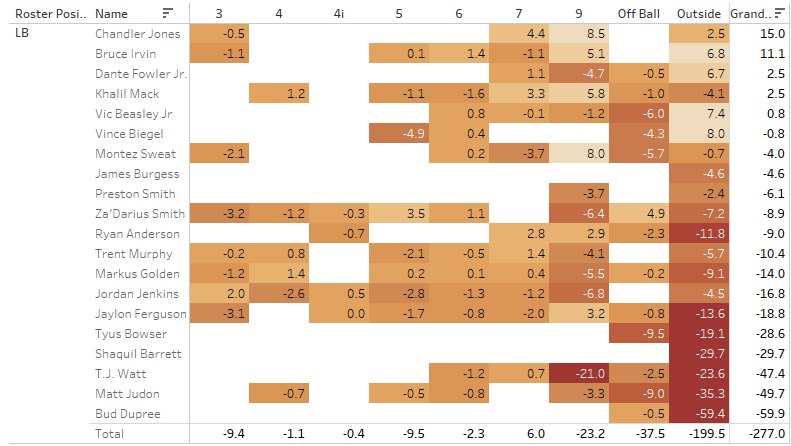 Roster Posi.. Name 3 4 4i 5 6 7 9 Off Ball Outside Grand..
LB Chandler Jones -0.5 4.4 8.5 2.5 15.0
Bruce Irvin -1.1 0.1 1.4 -1.1 5.1 6.8 11.1
Dante Fowler Jr. 1.1 -4.7 -0.5 6.7 2.5
Khalil Mack 1.2 -1.1 -1.6 3.3 5.8 -1.0 -4.1 2.5
Vic Beasley Jr 0.8 -0.1 -1.2 -6.0 7.4 0.8
Vince Biegel -4.9 0.4 -4.3 8.0 -0.8
Montez Sweat -2.1 0.2 -3.7 8.0 -5.7 -0.7 -4.0
James Burgess -4.6 -4.6
Preston Smith -3.7 -2.4 -6.1
Za'Darius Smith -3.2 -1.2 -0.3 3.5 1.1 -6.4 4.9 -7.2 -8.9
Ryan Anderson -0.7 2.8 2.9 -2.3 -11.8 -9.0
Trent Murphy -0.2 0.8 -2.1 -0.5 1.4 -4.1 -5.7 -10.4
Markus Golden -1.2 1.4 0.2 0.1 0.4 -5.5 -0.2 -9.1 -14.0
Jordan Jenkins 2.0 -2.6 0.5 -2.8 -1.3 -1.2 -6.8 -4.5 -16.8
Jaylon Ferguson -3.1 0.0 -1.7 -0.8 -2.0 3.2 -0.8 -13.6 -18.8
Tyus Bowser -9.5 -19.1 -28.6
Shaquil Barrett -29.7 -29.7
T.J. Watt -1.2 0.7 -21.0 -2.5 -23.6 -47.4
Matt Judon -0.7 -0.5 -0.8 -3.3 -9.0 -35.3 -49.7
Bud Dupree -0.5 -59.4 -59.9
Total -9.4 -1.1 -0.4 -9.5 -2.3 6.0 -23.2 -37.5 -199.5 -277.0